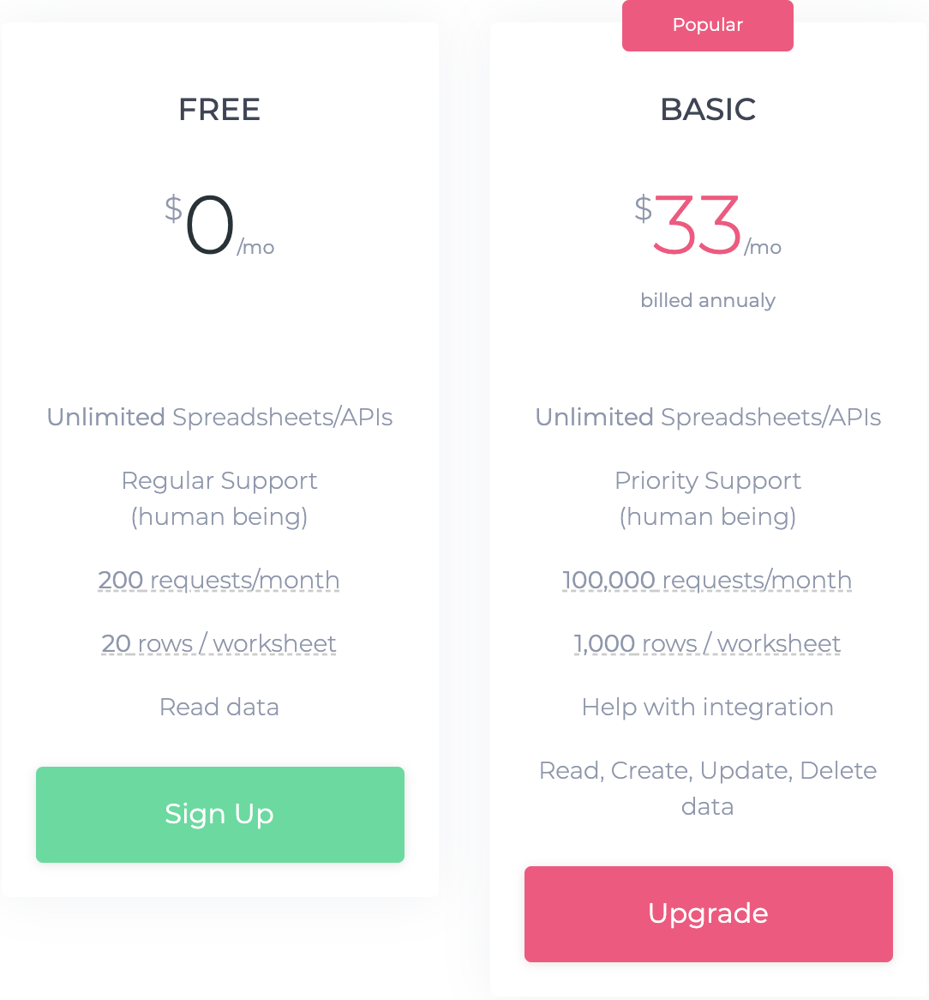 FREE
$0/mo
Unlimited Spreadsheets/APIs
Regular Support
(human being)
200 requests/month
20 rows / worksheet
Read data
Sign Up
Popular
BASIC
$33/mo
billed annualy
Unlimited Spreadsheets/APIs
Priority Support
(human being)
100,000 requests/month
1,000 rows / worksheet
Help with integration
Read, Create, Update, Delete
data
Upgrade